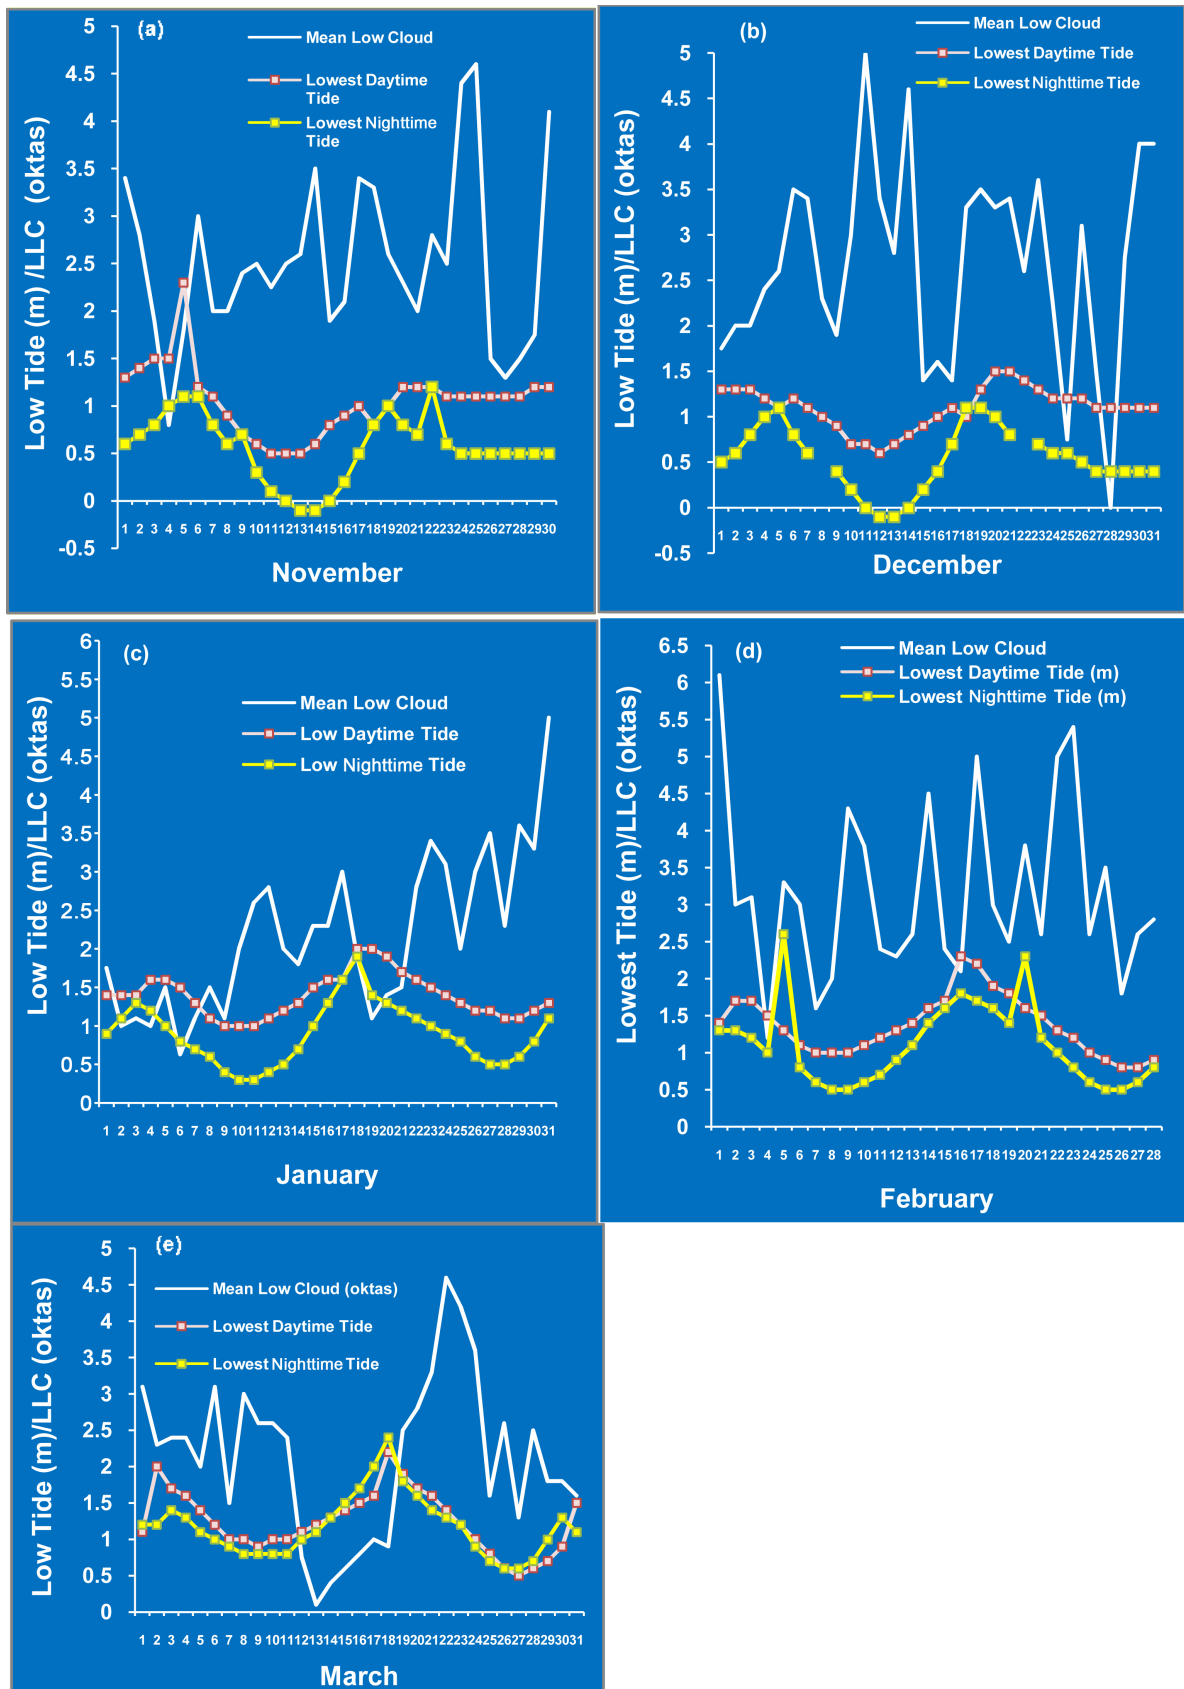 (a)
Mean Low Cloud
Lowest Daytime
Tide
Lowest Nighttime
Tide
Low Tide (m) /LLC (oktas)
5
4.5
4
3.5
3
2.5
2
1.5
1
0.5
0
-0.5
1 2 3 4 5 6 7 8 9 10 11 12 13 14 15 16 17 18 19 20 21 22 23 24 25 26 27 28 29 30
November
(b)
Mean Low Cloud
Lowest Daytime Tide
Lowest Nighttime Tide
Low Tide (m)/LLC (oktas)
5
4.5
4
3.5
3
2.5
2
1.5
1
0.5
0
-0.5
1 2 3 4 5 6 7 8 9 10 11 12 13 14 15 16 17 18 19 20 21 22 23 24 25 26 27 28 29 30 31
December
(c)
Mean Low Cloud
Low Daytime Tide
Low Nighttime Tide
Low Tide (m)/LLC (oktas)
6
5.5
5
4.5
4
3.5
3
2.5
2
1.5
1
0.5
0
1 2 3 4 5 6 7 8 9 10 11 12 13 14 15 16 17 18 19 20 21 22 23 24 25 26 27 28 29 30 31
January
(d)
Mean Low Cloud
Lowest Daytime Tide (m)
Lowest Nighttime Tide (m)
Lowest Tide (m)/LLC (oktas)
6.5
6
5.5
5
4.5
4
3.5
3
2.5
2
1.5
1
0.5
0
1 2 3 4 5 6 7 8 9 10 11 12 13 14 15 16 17 18 19 20 21 22 23 24 25 26 27 28
February
(e)
Mean Low Cloud (oktas)
Lowest Daytime Tide
Lowest Nighttime Tide
Low Tide (m)/LLC (oktas)
5
4.5
4
3.5
3
2.5
2
1.5
1
0.5
0
1 2 3 4 5 6 7 8 9 10 11 12 13 14 15 16 17 18 19 20 21 22 23 24 25 26 27 28 29 30 31
March